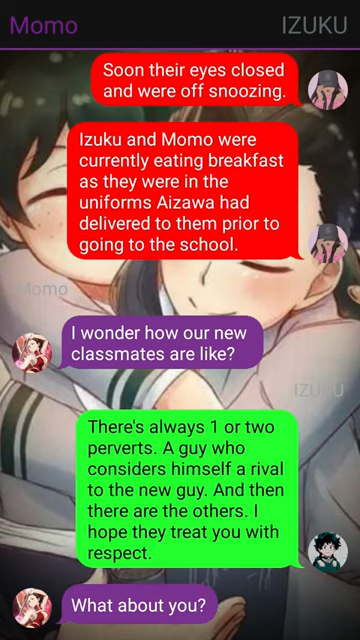 Momo IZUKU
Soon their eyes closed
and were off snoozing.
Izuku and Momo were
currently eating breakfast
as they were in the
uniforms Aizawa had
delivered to them prior to
going to the school.
Momo
I wonder how our new
classmates are like?
IZUKU
There's always 1 or two
perverts. A guy who
considers himself a rival
to the new guy. And then
there are the others. I
hope they treat you with
respect.
What about you?